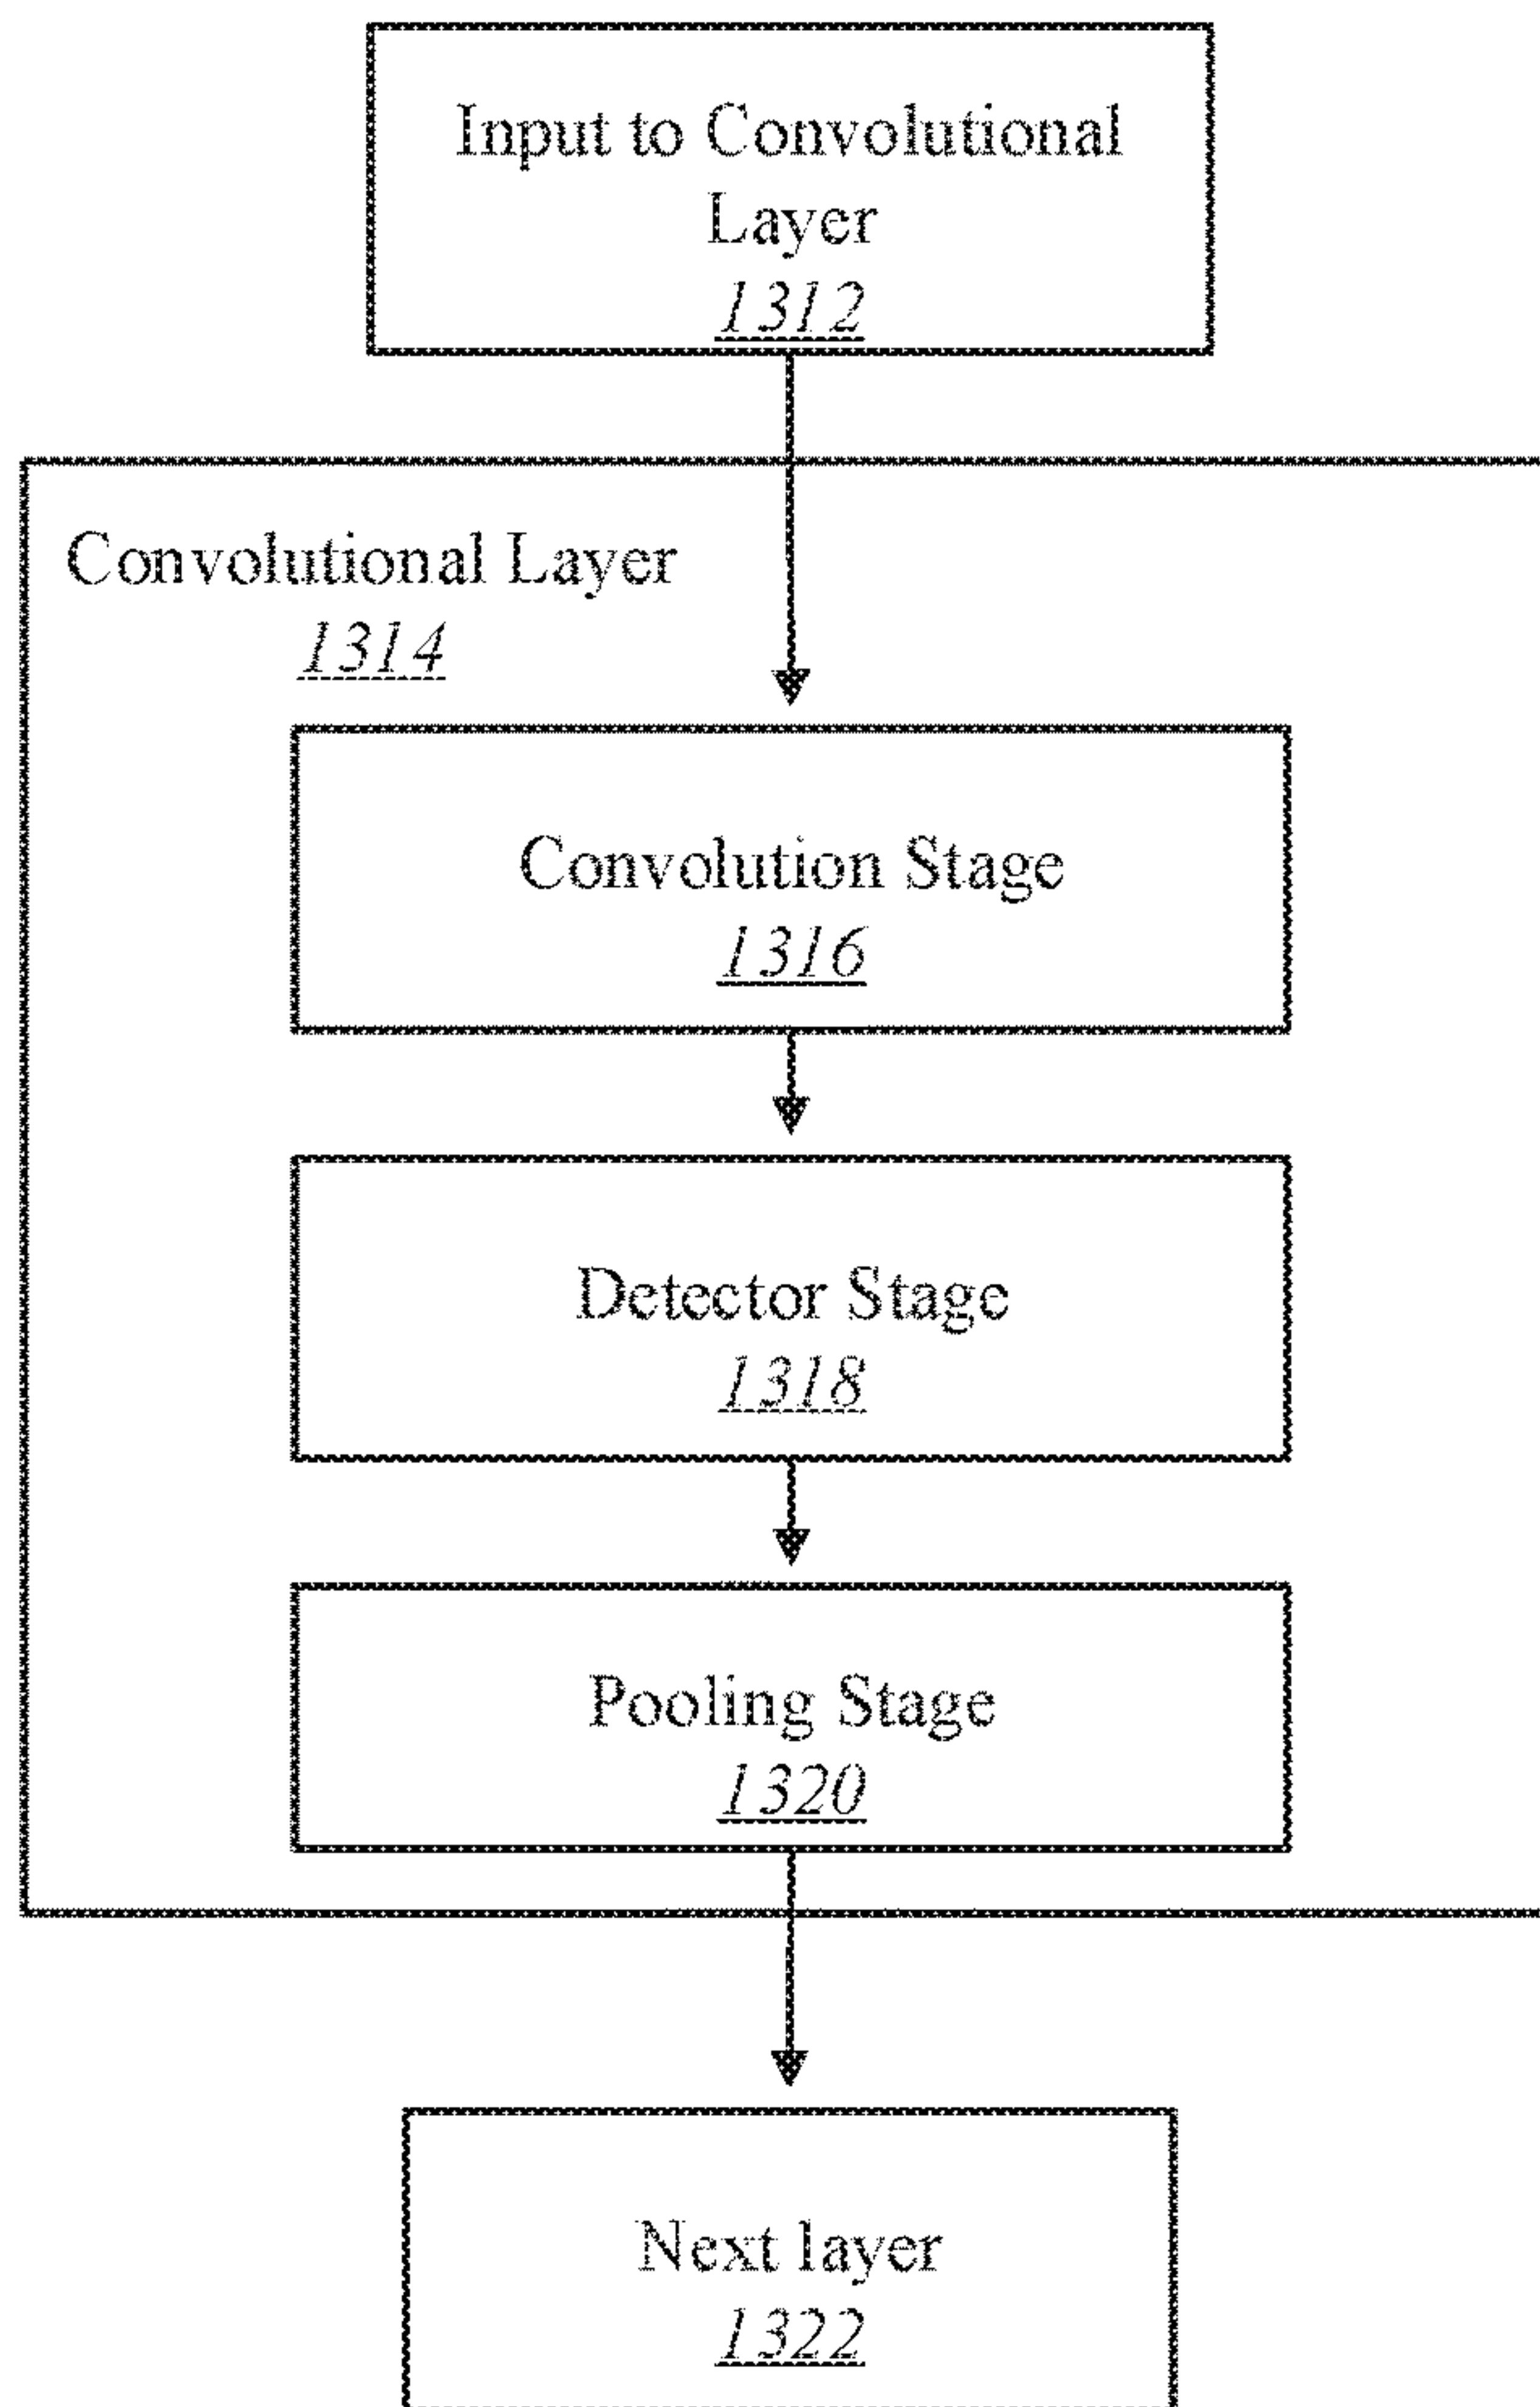 Input to Convolutional
Layer
1312
Convolutional Layer
1314
Convolution Stage
1316
Detector Stage
1318
Pooling Stage
1320
Next layer
1322